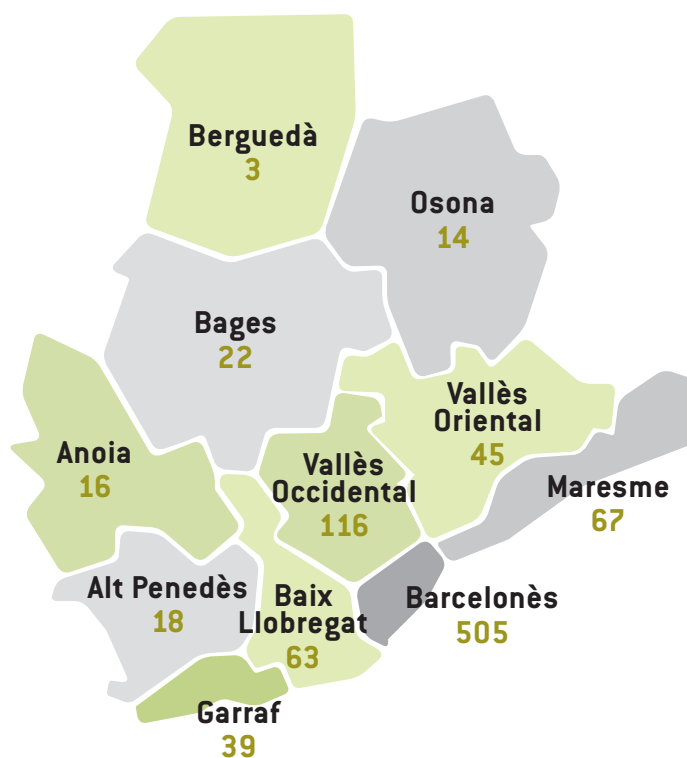 Berguedà
3
Osona
14
Bages
22
Vallès
Oriental
45
Anoia
16
Vallès
Occidental
116
Maresme
67
Alt Penedès
18
Baix
Llobregat
63
Barcelonès
505
Garraf
39